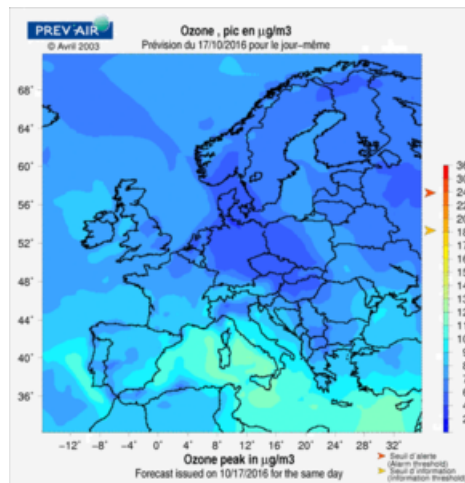 PREV'AIR
© Avril 2003
Ozone , pic en µg/m3
Prévision du 17/10/2016 pour le jour-même
68°
64°
60°
56°
52°
48°
44°
40°
36°
−12° −8° −4° 0° 4° 8° 12° 16° 20° 24° 28° 32°
Ozone peak in µg/m3
Forecast issued on 10/17/2016 for the same day
Seuil d'alerte
(Alarm threshold)
Seuil d'information
(Information threshold)